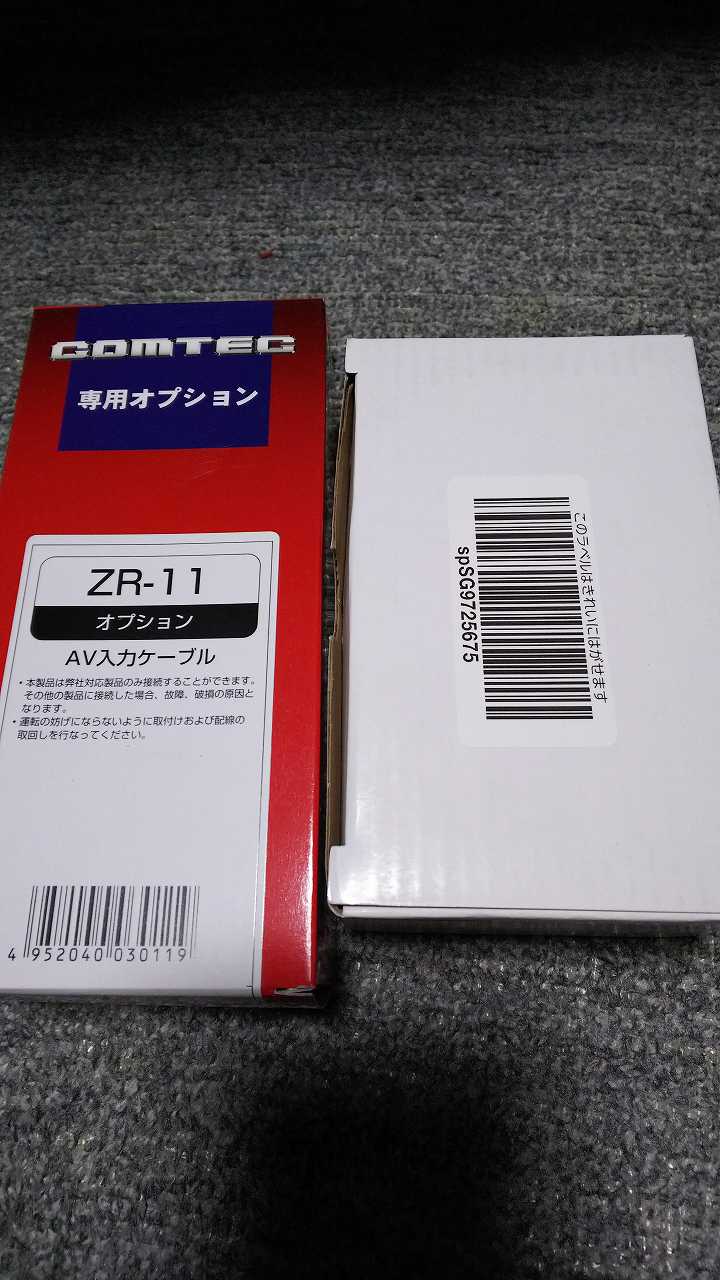 COMTEC
専用オプション
ZR-11
オプション
AV入力ケーブル
・本製品は弊社対応製品のみ接続することができます。
その他の製品に接続した場合、故障、破損の原因と
なります。
・運転の妨げにならないように取付けおよび配線の
取回しを行なってください。
4 952040 030119
このラベルはきれいにはがせます
spSG9725675